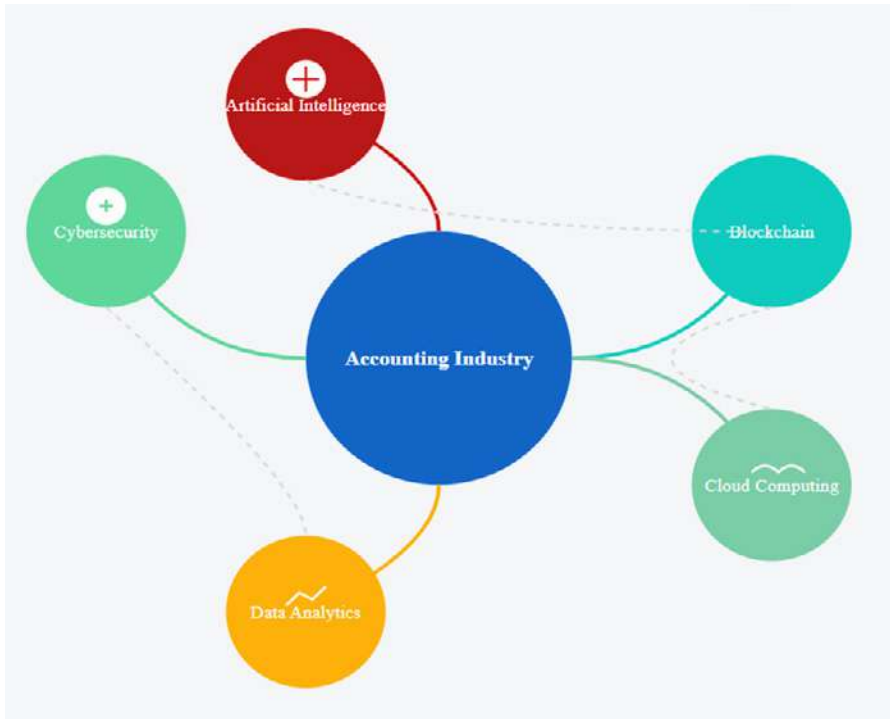 Artificial Intelligence
Cybersecurity
Blockchain
Accounting Industry
Cloud Computing
Data Analytics